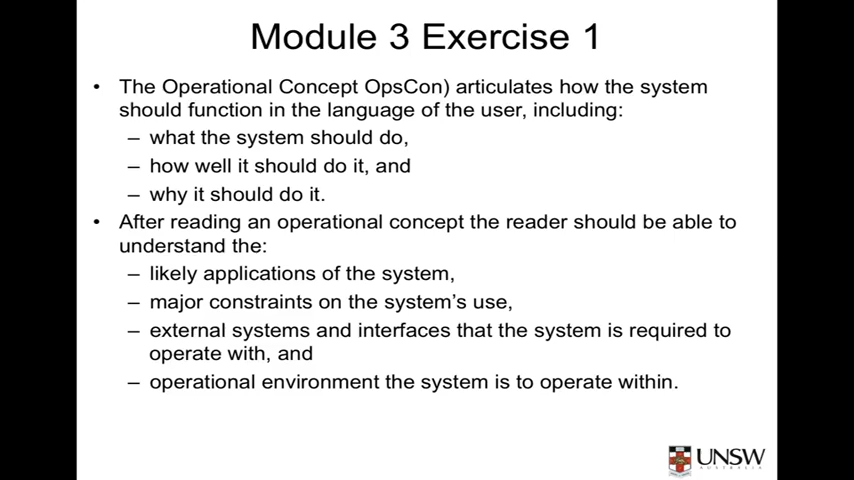 Module 3 Exercise 1
• The Operational Concept OpsCon) articulates how the system
should function in the language of the user, including:
– what the system should do,
– how well it should do it, and
– why it should do it.
• After reading an operational concept the reader should be able to
understand the:
– likely applications of the system,
– major constraints on the system's use,
– external systems and interfaces that the system is required to
operate with, and
– operational environment the system is to operate within.
UNSW
AUSTRALIA